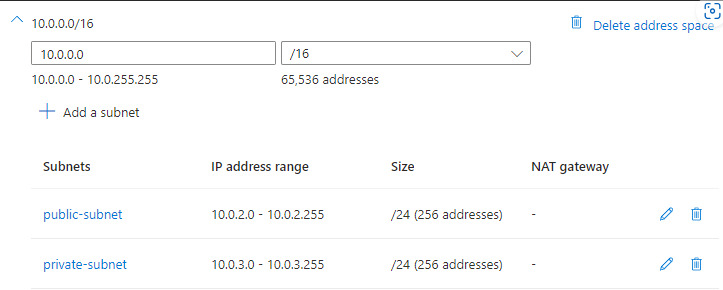 10.0.0.0/16
Delete address space
10.0.0.0
/16
10.0.0.0 - 10.0.255.255
65,536 addresses
Add a subnet
Subnets IP address range Size NAT gateway
public-subnet 10.0.2.0 - 10.0.2.255 /24 (256 addresses) -
private-subnet 10.0.3.0 - 10.0.3.255 /24 (256 addresses) -